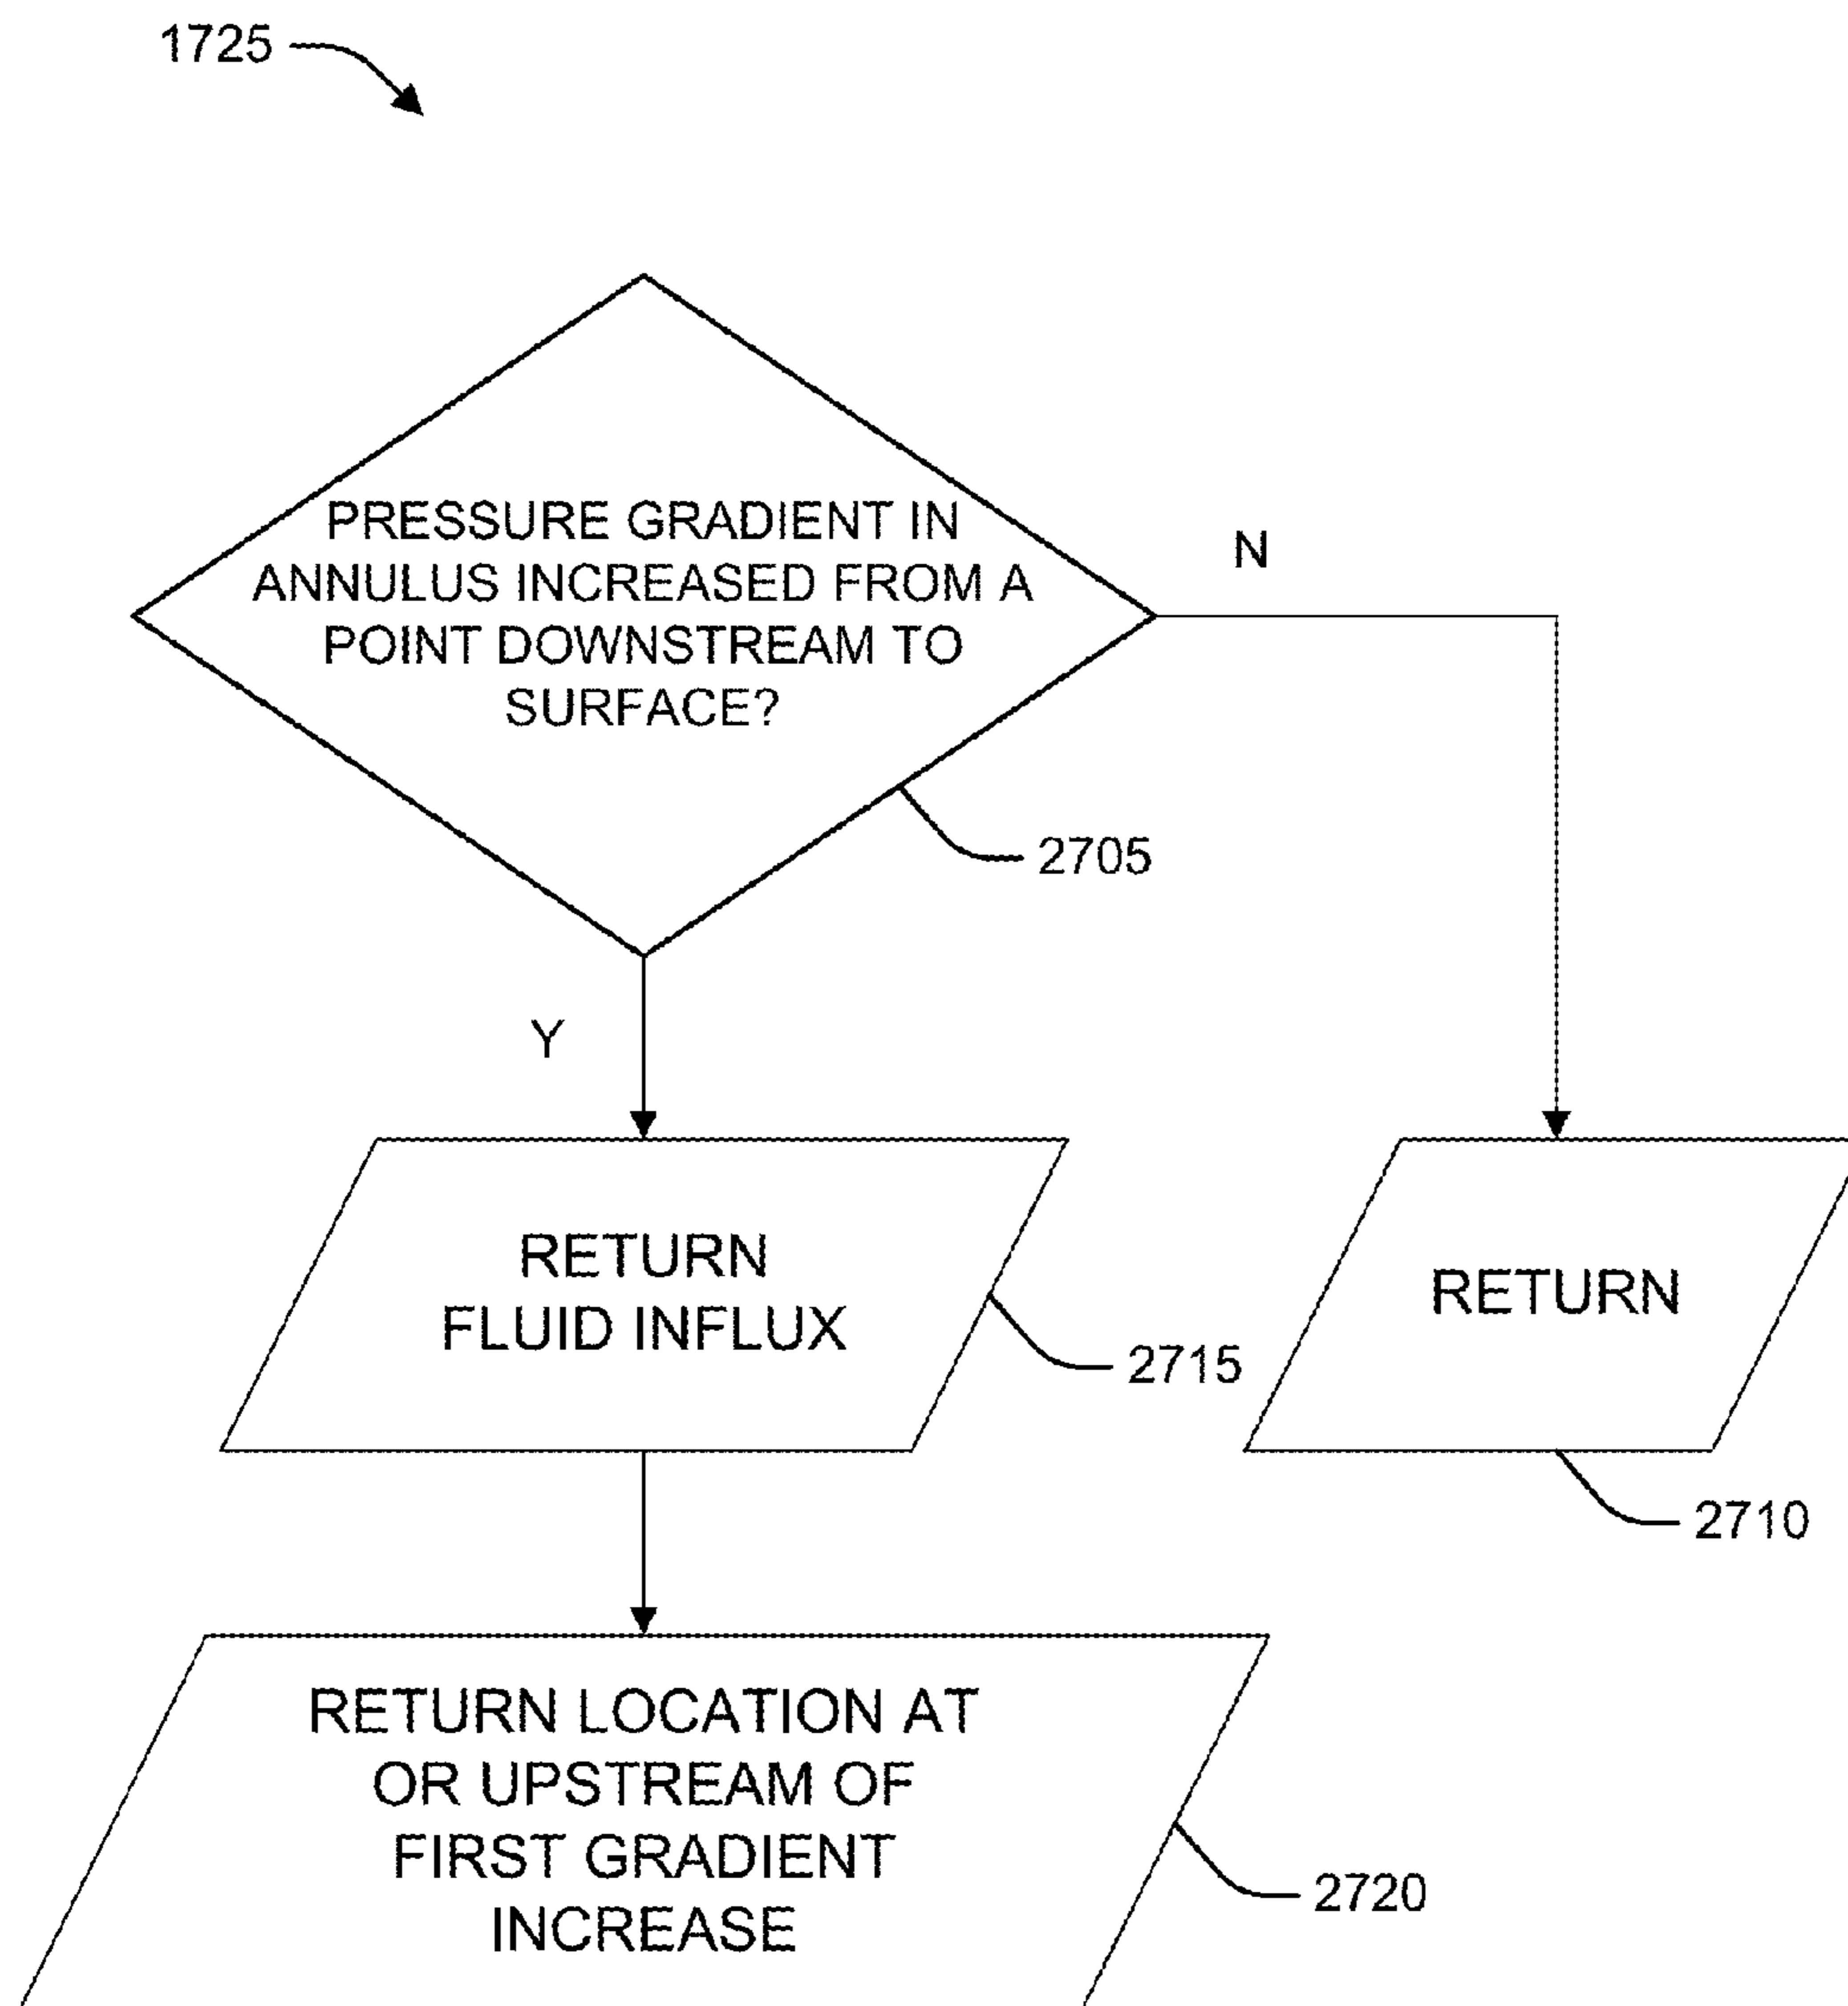 1725
PRESSURE GRADIENT IN
ANNULUS INCREASED FROM A
POINT DOWNSTREAM TO
SURFACE?
N
2705
Y
RETURN
FLUID INFLUX
2715
RETURN
2710
RETURN LOCATION AT
OR UPSTREAM OF
FIRST GRADIENT
INCREASE
2720